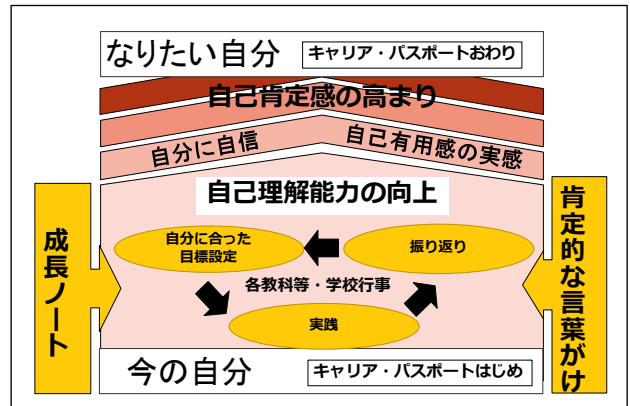 なりたい自分
キャリア・パスポートおわり
自己肯定感の高まり
自分に自信
自己有用感の実感
自己理解能力の向上
成長ノート
肯定的な言葉がけ
自分に合った
目標設定
振り返り
各教科等・学校行事
実践
今の自分
キャリア・パスポートはじめ